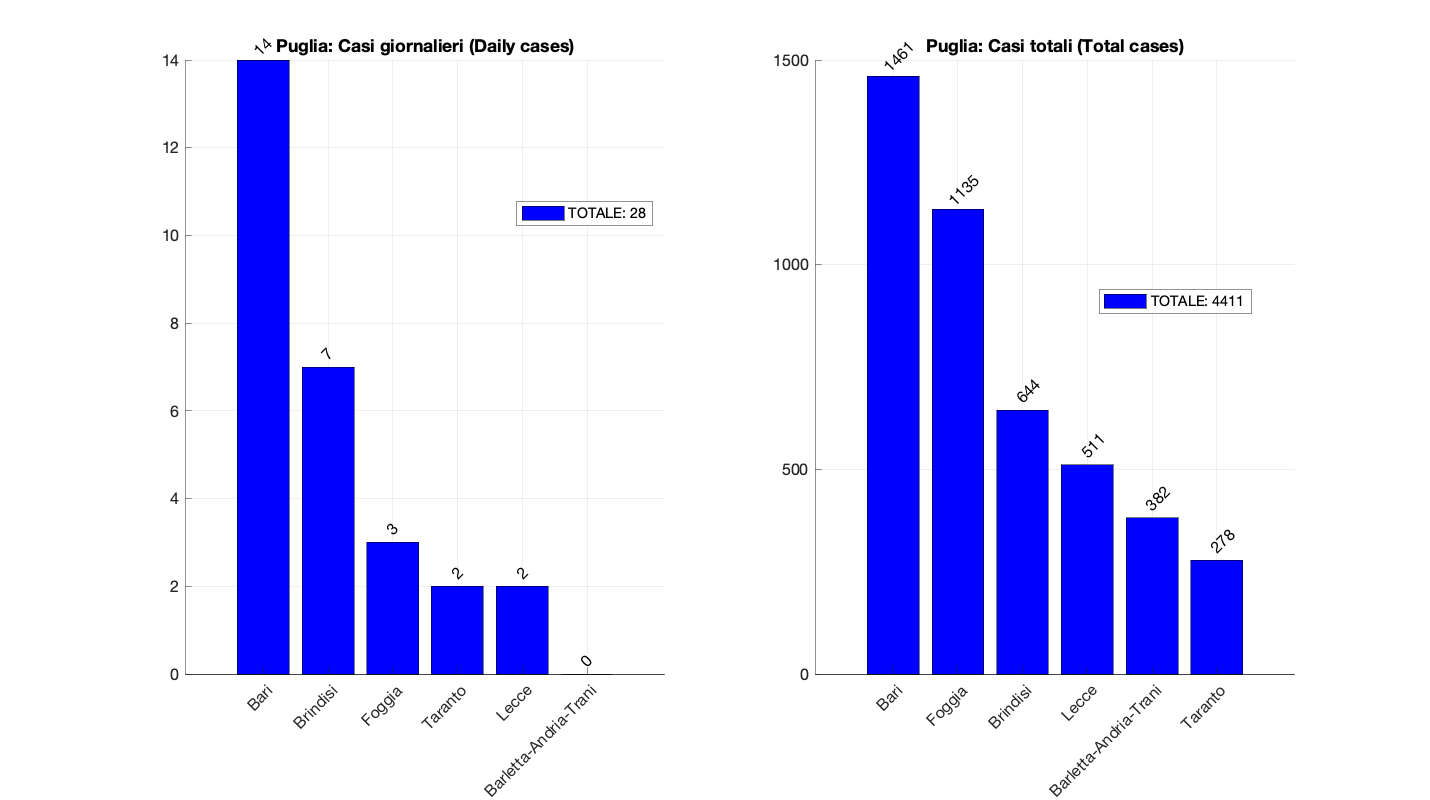 Puglia: Casi giornalieri (Daily cases)
14
12
10
8
6
4
2
0
14
7
3
2
2
0
TOTALE: 28
Bari
Brindisi
Foggia
Taranto
Lecce
Barletta-Andria-Trani
Puglia: Casi totali (Total cases)
1500
1000
500
0
1461
1135
644
511
382
278
TOTALE: 4411
Bari
Foggia
Brindisi
Lecce
Barletta-Andria-Trani
Taranto